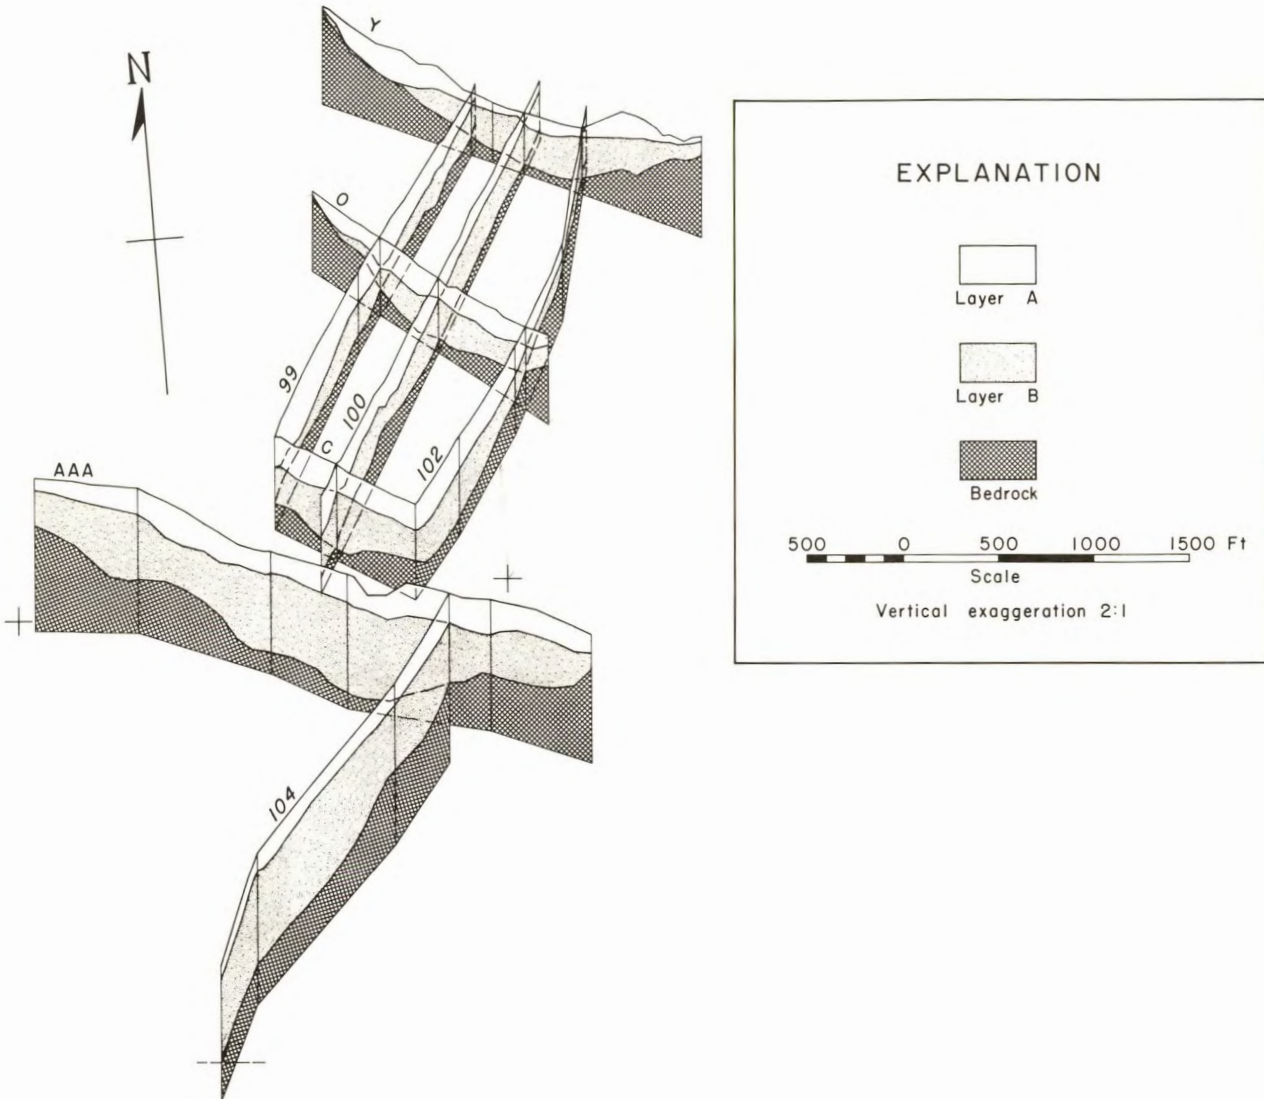 N
Y
O
99
100
C
102
AAA
104
EXPLANATION
Layer A
Layer B
Bedrock
500 0 500 1000 1500 Ft
Scale
Vertical exaggeration 2:1